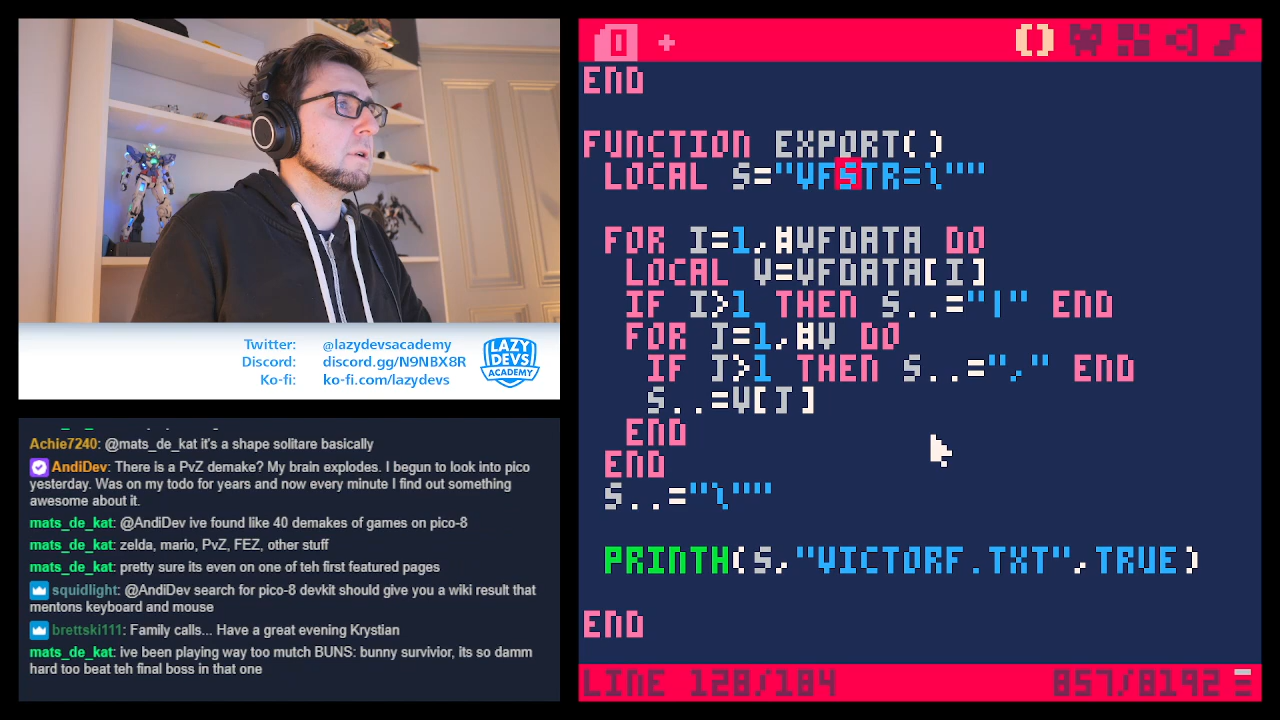 Twitter: @lazydevsacademy
Discord: discord.gg/N9NBX8R
Ko-fi: ko-fi.com/lazydevs
LAZY
DEVS
ACADEMY
Achie7240: @mats_de_kat it's a shape solitare basically
AndiDev: There is a PvZ demake? My brain explodes. I begun to look into pico
yesterday. Was on my todo for years and now every minute I find out something
awesome about it.
mats_de_kat: @AndiDev ive found like 40 demakes of games on pico-8
mats_de_kat: zelda, mario, PvZ, FEZ, other stuff
mats_de_kat: pretty sure its even on one of teh first featured pages
squidlight: @AndiDev search for pico-8 devkit should give you a wiki result that
mentons keyboard and mouse
brettski111: Family calls... Have a great evening Krystian
mats_de_kat: ive been playing way too mutch BUNS: bunny survivior, its so damm
hard too beat teh final boss in that one
0 +
END
FUNCTION EXPORT()
LOCAL S="VFSTR=\""
FOR I=1,#VFDATA DO
LOCAL V=VFDATA[I]
IF I>1 THEN S..="|" END
FOR J=1,#V DO
IF J>1 THEN S..="," END
S..=V[J]
END
END
S..="\""
PRINTH(S,"VICTORF.TXT",TRUE)
END
LINE 128/184 857/8192